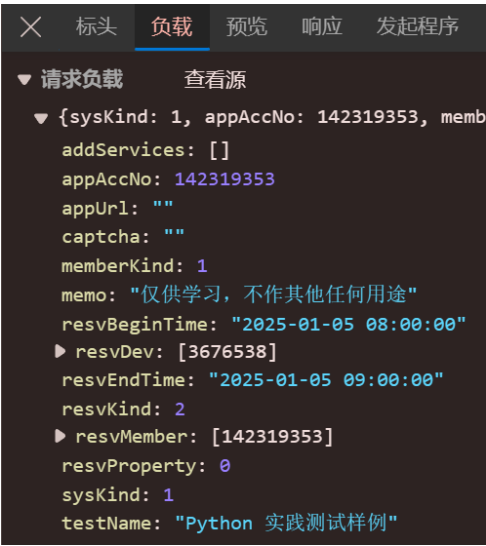 标头 负载 预览 响应 发起程序
请求负载 查看源
{sysKind: 1, appAccNo: 142319353, memb
addServices: []
appAccNo: 142319353
appUrl: ""
captcha: ""
memberKind: 1
memo: "仅供学习，不作其他任何用途"
resvBeginTime: "2025-01-05 08:00:00"
resvDev: [3676538]
resvEndTime: "2025-01-05 09:00:00"
resvKind: 2
resvMember: [142319353]
resvProperty: 0
sysKind: 1
testName: "Python 实践测试样例"